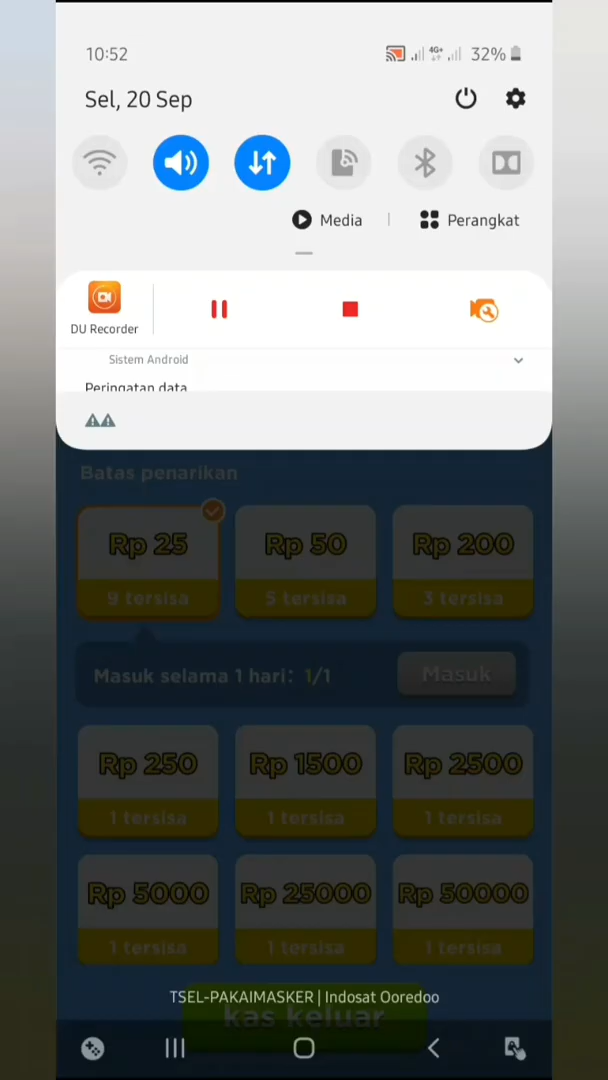 10:52
4G+
32%
Sel, 20 Sep
Media
Perangkat
DU Recorder
Sistem Android
Peringatan data
Batas penarikan
Rp 25
Rp 50
Rp 200
9 tersisa
5 tersisa
3 tersisa
Masuk selama 1 hari: 1/1
Masuk
Rp 250
Rp 1500
Rp 2500
1 tersisa
1 tersisa
1 tersisa
Rp 5000
Rp 25000
Rp 50000
1 tersisa
1 tersisa
1 tersisa
TSEL-PAKAIMASKER | Indosat Ooredoo
kas keluar